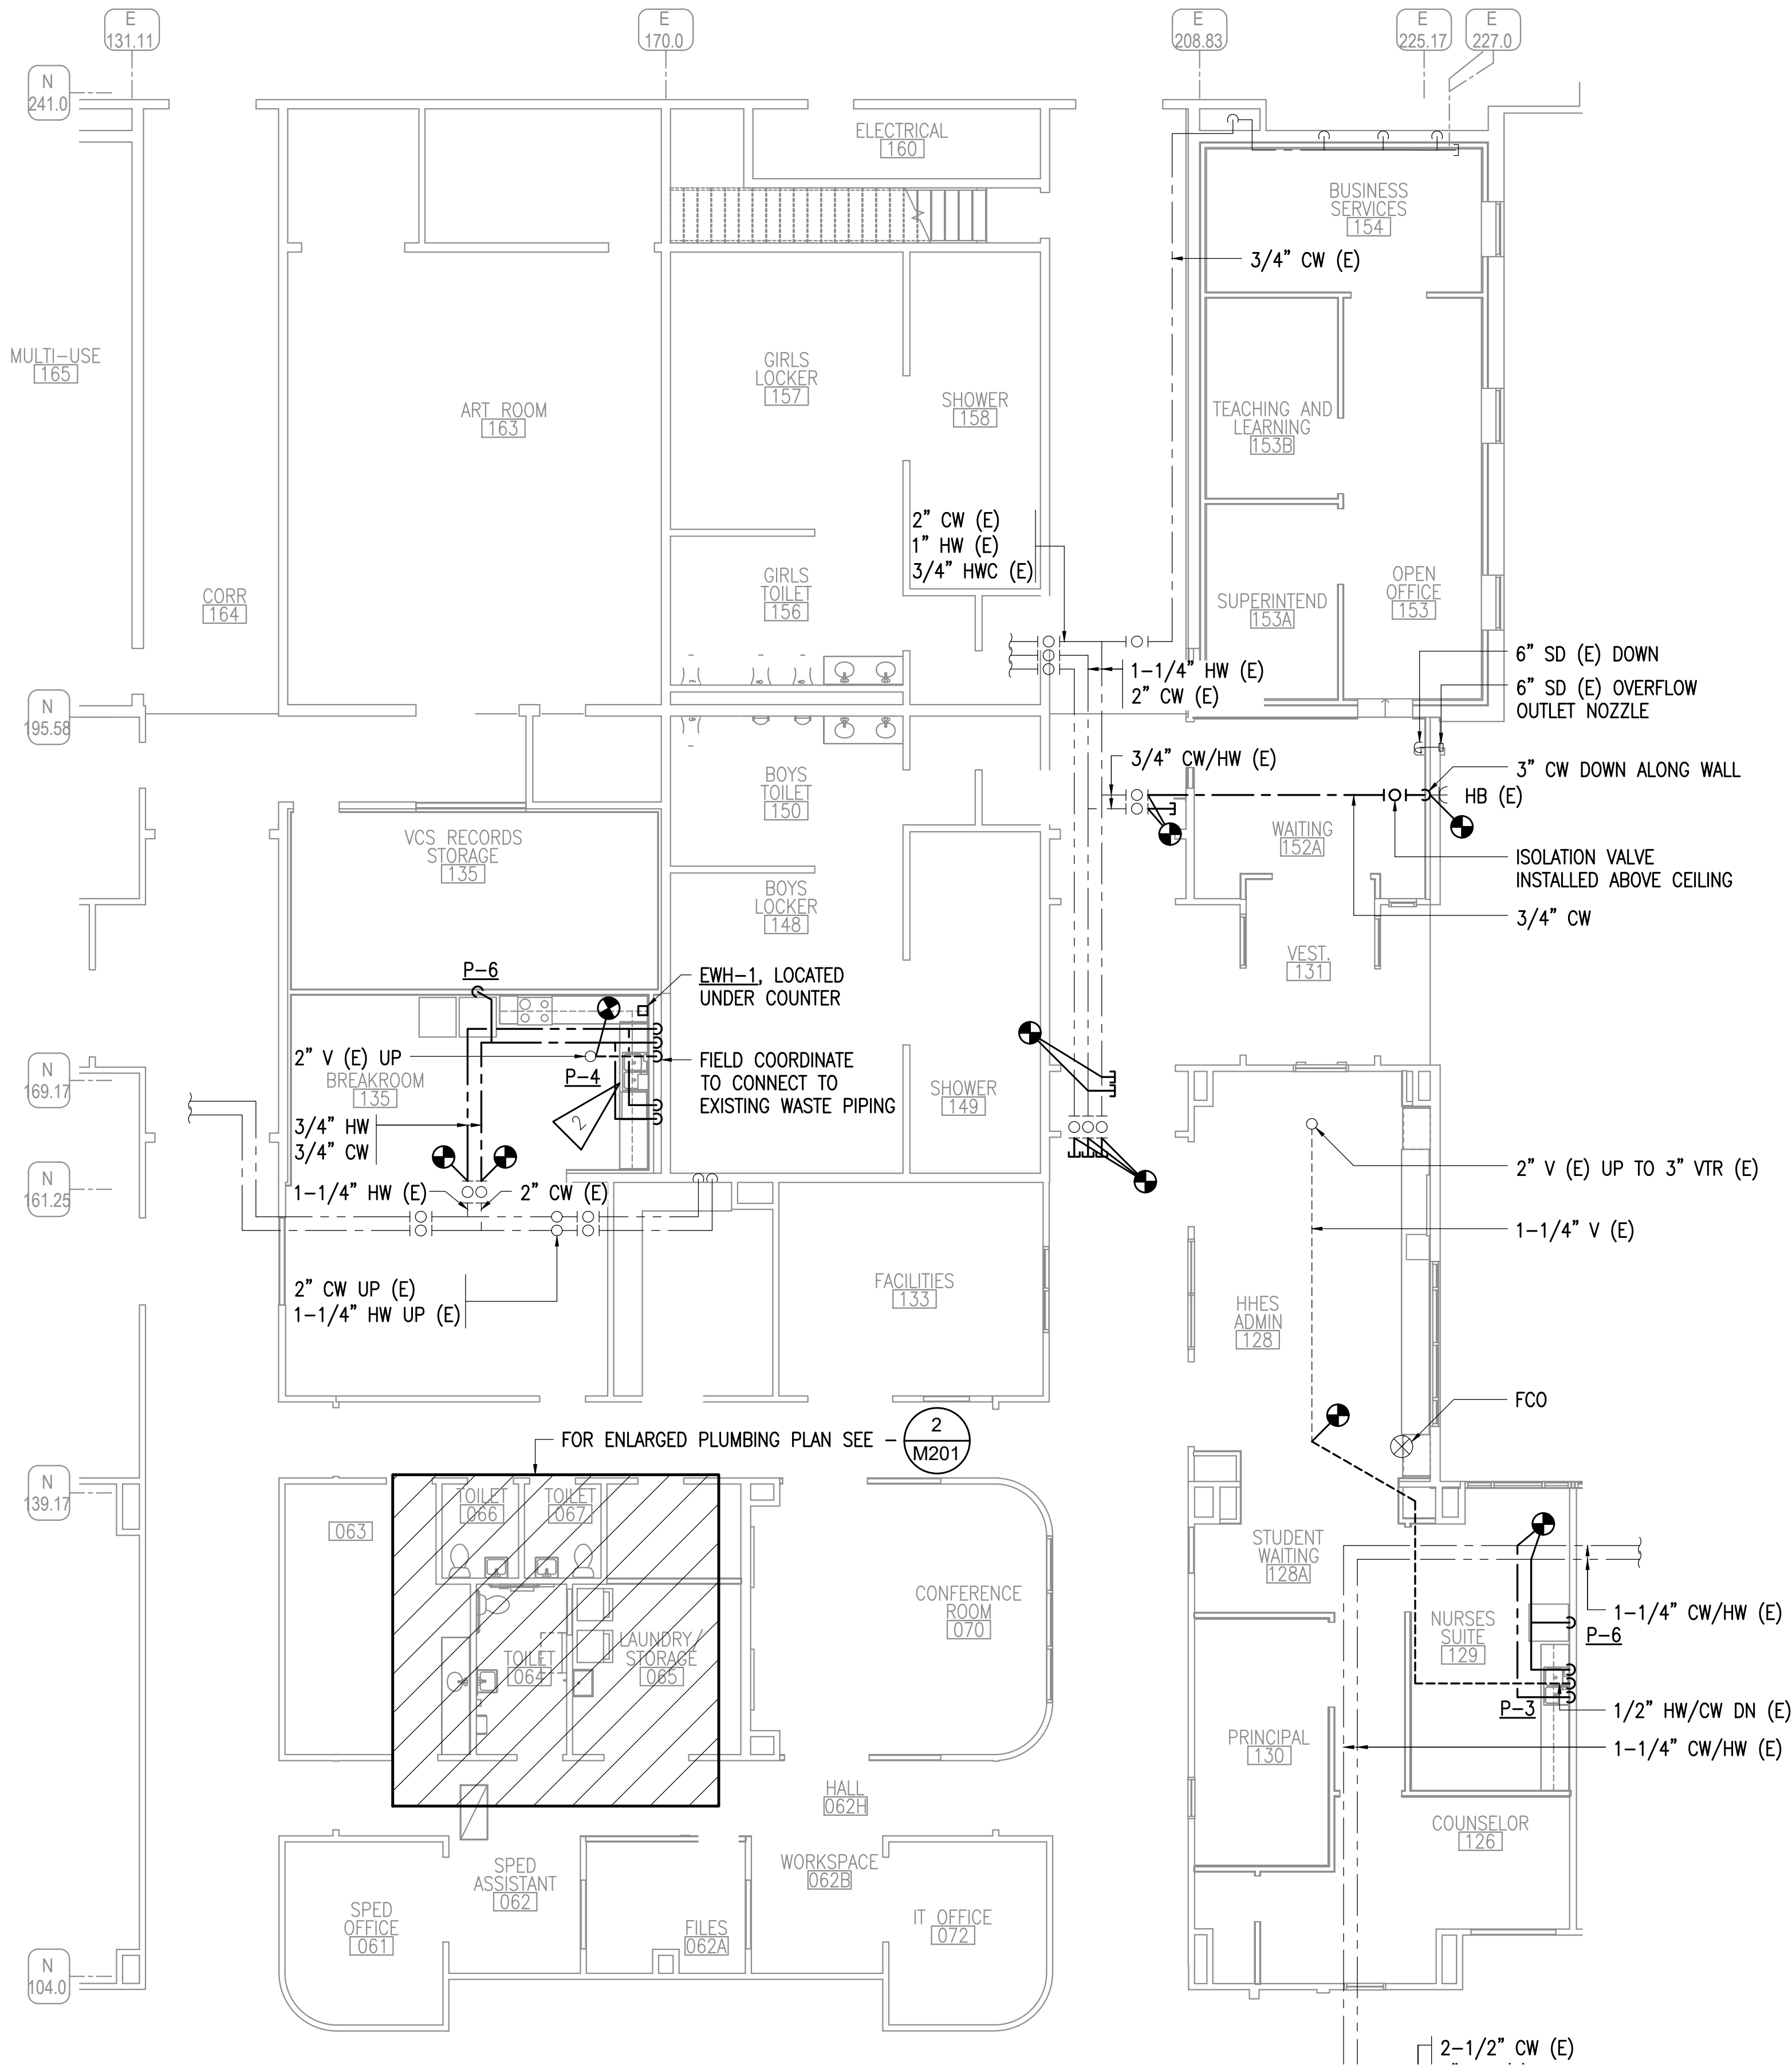 E
131.11
E
170.0
E
208.83
E
225.17
E
227.0
N
241.0
ELECTRICAL
160
BUSINESS
SERVICES
154
3/4" CW (E)
MULTI-USE
165
GIRLS
LOCKER
157
ART ROOM
163
SHOWER
158
TEACHING AND
LEARNING
153B
2" CW (E)
1" HW (E)
3/4" HWC (E)
GIRLS
TOILET
156
CORR
164
SUPERINTEND
153A
OPEN
OFFICE
153
6" SD (E) DOWN
6" SD (E) OVERFLOW
OUTLET NOZZLE
1-1/4" HW (E)
2" CW (E)
N
195.58
3/4" CW/HW (E)
BOYS
TOILET
150
3" CW DOWN ALONG WALL
HB (E)
VCS RECORDS
STORAGE
135
WAITING
152A
ISOLATION VALVE
INSTALLED ABOVE CEILING
BOYS
LOCKER
148
3/4" CW
VEST.
131
P-6
EWH-1, LOCATED
UNDER COUNTER
2" V (E) UP
BREAKROOM
135
P-4
FIELD COORDINATE
TO CONNECT TO
EXISTING WASTE PIPING
2
N
169.17
SHOWER
149
3/4" HW
3/4" CW
2" V (E) UP TO 3" VTR (E)
N
161.25
1-1/4" HW (E)
2" CW (E)
1-1/4" V (E)
2" CW UP (E)
1-1/4" HW UP (E)
FACILITIES
133
HHES
ADMIN
128
FCO
FOR ENLARGED PLUMBING PLAN SEE -
2
M201
N
139.17
TOILET
066
TOILET
067
063
STUDENT
WAITING
128A
CONFERENCE
ROOM
070
NURSES
SUITE
129
1-1/4" CW/HW (E)
P-6
TOILET
064
LAUNDRY/
STORAGE
065
P-3
1/2" HW/CW DN (E)
1-1/4" CW/HW (E)
PRINCIPAL
130
HALL
062H
COUNSELOR
126
SPED
ASSISTANT
062
WORKSPACE
062B
SPED
OFFICE
061
FILES
062A
IT OFFICE
072
N
104.0
2-1/2" CW (E)